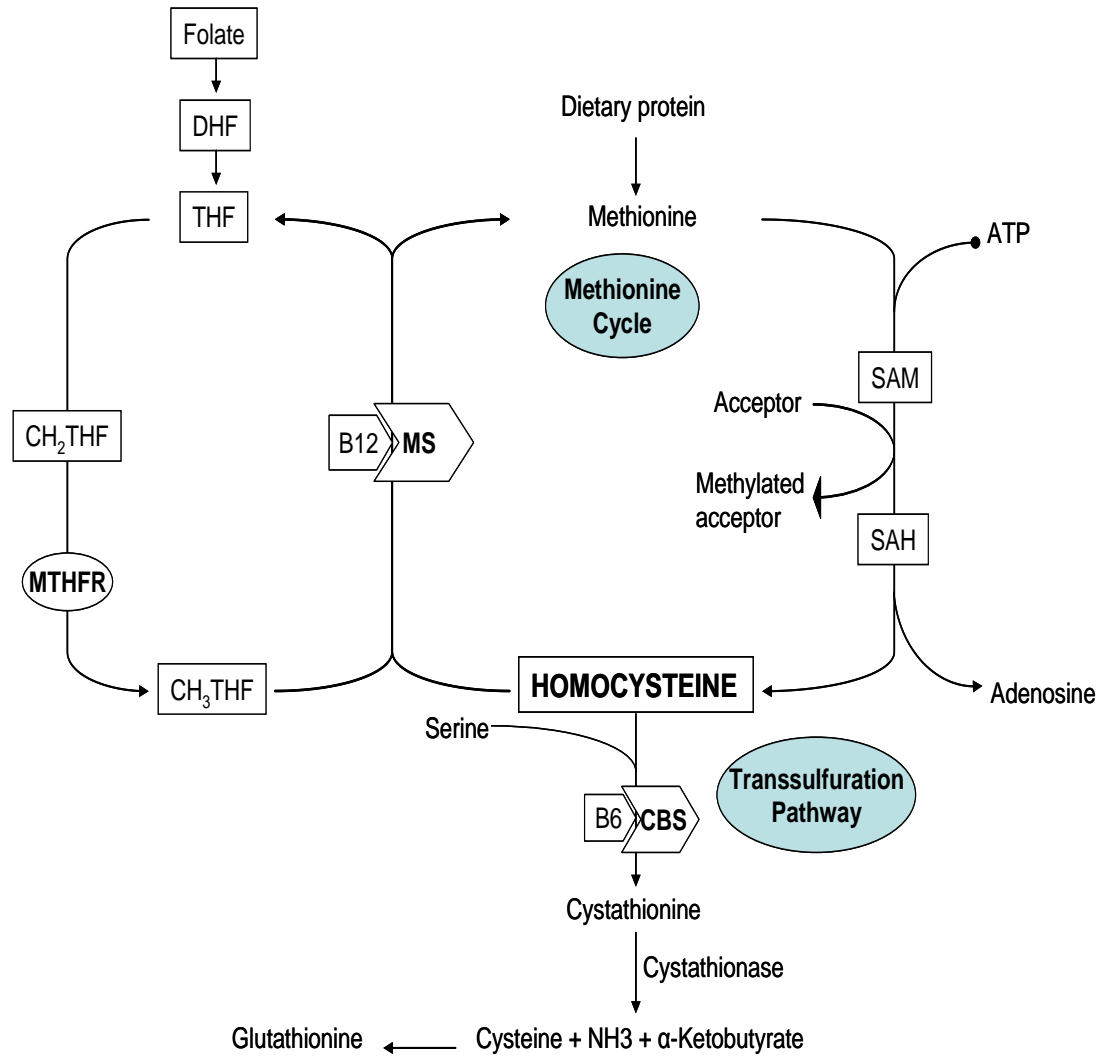 Folate
DHF
Dietary protein
THF
Methionine
ATP
Methionine
Cycle
SAM
Acceptor
CH₂THF
B12
MS
Methylated
acceptor
SAH
MTHFR
CH₃THF
HOMOCYSTEINE
Adenosine
Serine
Transsulfuration
Pathway
B6
CBS
Cystathionine
Cystathionase
Glutathionine
Cysteine + NH3 + α-Ketobutyrate